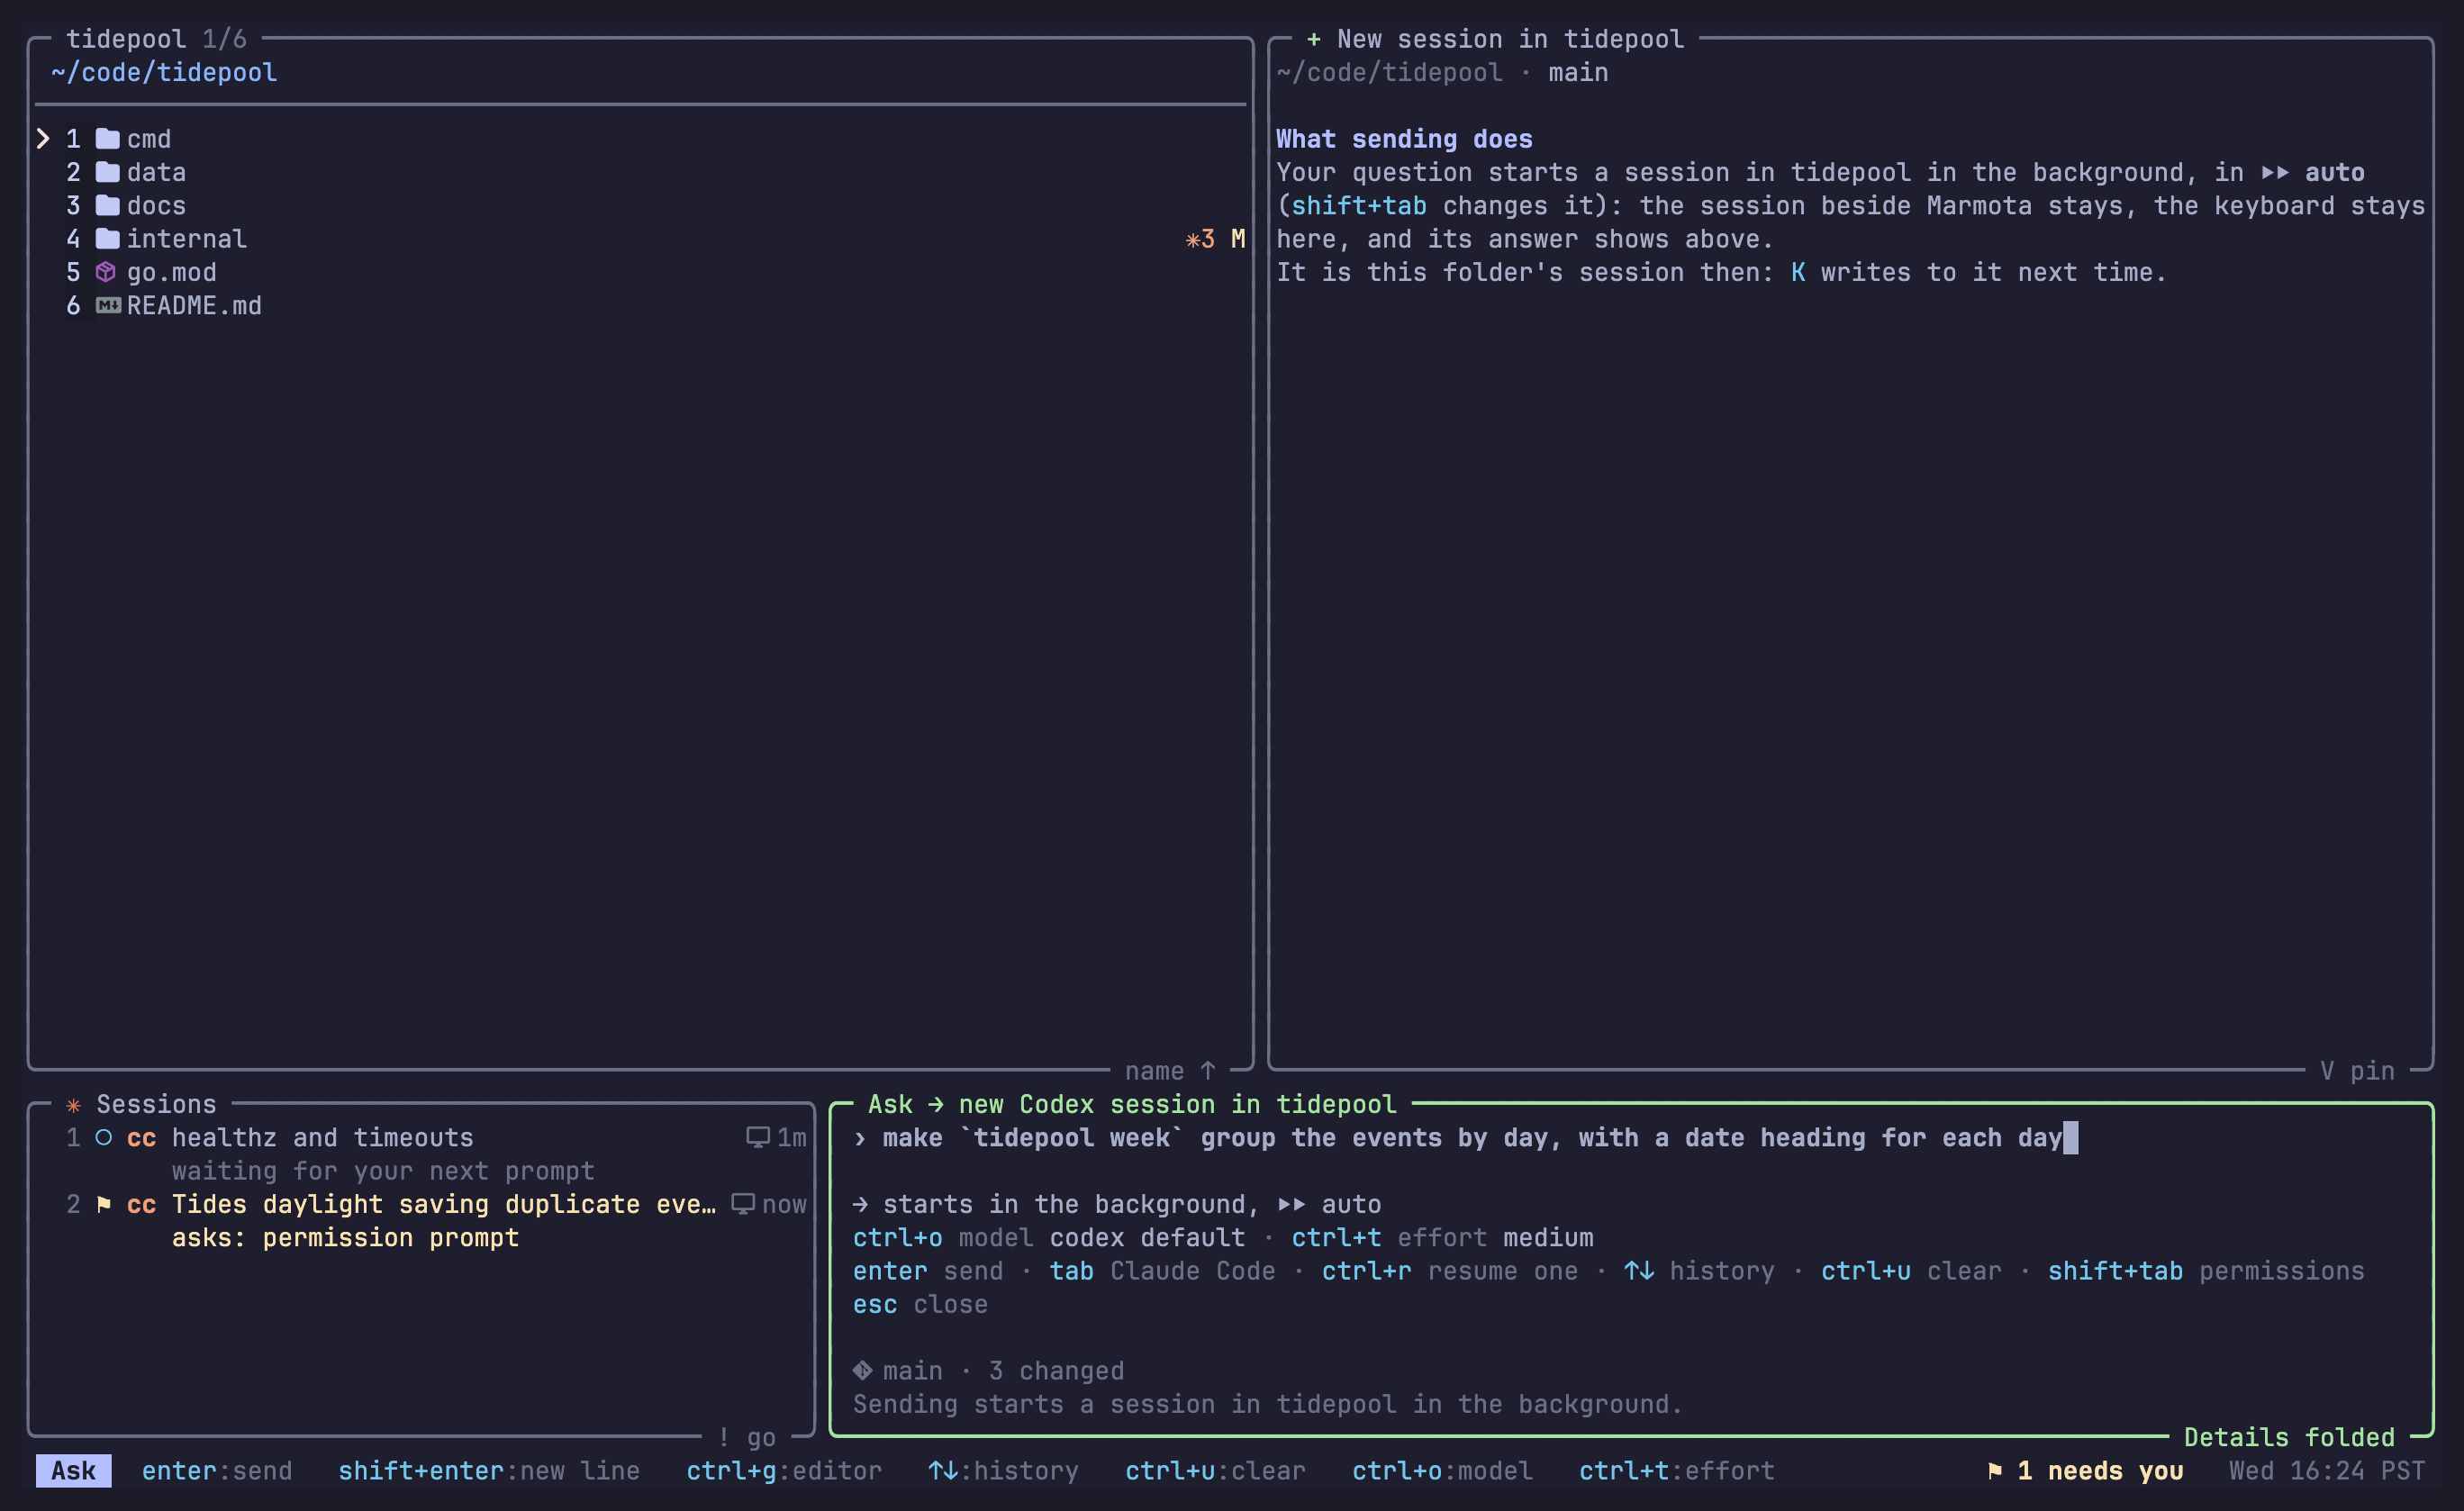 tidepool 1/6
~/code/tidepool
1 cmd
2 data
3 docs
4 internal ✳3 M
5 go.mod
6 README.md
name ↑
+ New session in tidepool
~/code/tidepool · main
What sending does
Your question starts a session in tidepool in the background, in ▸▸ auto
(shift+tab changes it): the session beside Marmota stays, the keyboard stays
here, and its answer shows above.
It is this folder's session then: K writes to it next time.
V pin
✳ Sessions
1 ○ cc healthz and timeouts 1m
waiting for your next prompt
2 ⚑ cc Tides daylight saving duplicate eve… now
asks: permission prompt
! go
Ask → new Codex session in tidepool
› make `tidepool week` group the events by day, with a date heading for each day
→ starts in the background, ▸▸ auto
ctrl+o model codex default · ctrl+t effort medium
enter send · tab Claude Code · ctrl+r resume one · ↑↓ history · ctrl+u clear · shift+tab permissions
esc close
main · 3 changed
Sending starts a session in tidepool in the background.
Details folded
Ask enter:send shift+enter:new line ctrl+g:editor ↑↓:history ctrl+u:clear ctrl+o:model ctrl+t:effort ⚑ 1 needs you Wed 16:24 PST